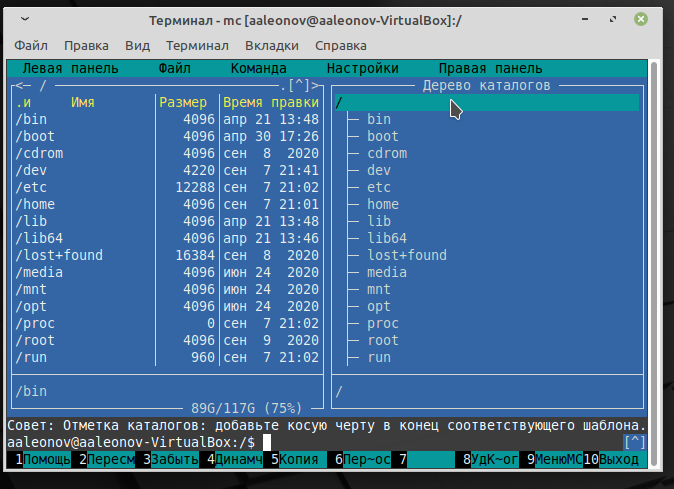 Терминал - mc [aaleonov@aaleonov-VirtualBox]:/
Файл Правка Вид Терминал Вкладки Справка
Левая панель Файл Команда Настройки Правая панель
<— / .[^]> Дерево каталогов
.и Имя Размер Время правки /
/bin 4096 апр 21 13:48 bin
/boot 4096 апр 30 17:26 boot
/cdrom 4096 сен 8 2020 cdrom
/dev 4220 сен 7 21:41 dev
/etc 12288 сен 7 21:02 etc
/home 4096 сен 7 21:01 home
/lib 4096 апр 21 13:48 lib
/lib64 4096 апр 21 13:46 lib64
/lost+found 16384 сен 8 2020 lost+found
/media 4096 июн 24 2020 media
/mnt 4096 июн 24 2020 mnt
/opt 4096 июн 24 2020 opt
/proc 0 сен 7 21:02 proc
/root 4096 сен 9 2020 root
/run 960 сен 7 21:02 run
/bin /
89G/117G (75%)
Совет: Отметка каталогов: добавьте косую черту в конец соответствующего шаблона.
aaleonov@aaleonov-VirtualBox:/$ [^]
1Помощь 2Пересм 3Забыть 4Динамч 5Копия 6Пер~ос 7 8УдК~ог 9МенюMC 10Выход